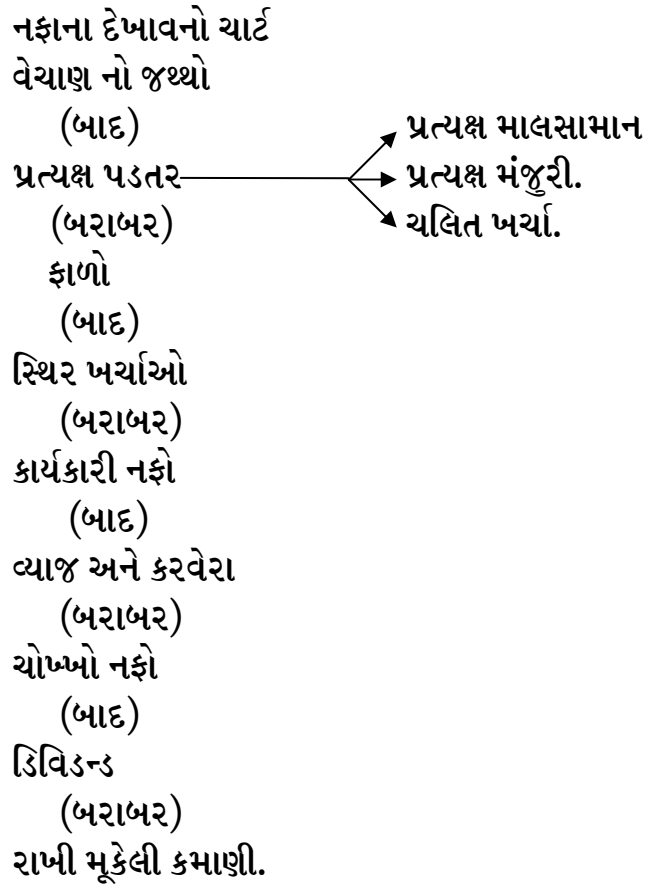 નફાના દેખાવનો ચાર્ટ
વેચાણ નો જથ્થો
(બાદ)
પ્રત્યક્ષ માલસામાન
પ્રત્યક્ષ પડતર
પ્રત્યક્ષ મંજુરી.
(બરાબર)
ચલિત ખર્ચા.
ફાળો
(બાદ)
સ્થિર ખર્ચાઓ
(બરાબર)
કાર્યકારી નફો
(બાદ)
વ્યાજ અને કરવેરા
(બરાબર)
ચોખ્ખો નફો
(બાદ)
ડિવિડન્ડ
(બરાબર)
રાખી મૂકેલી કમાણી.